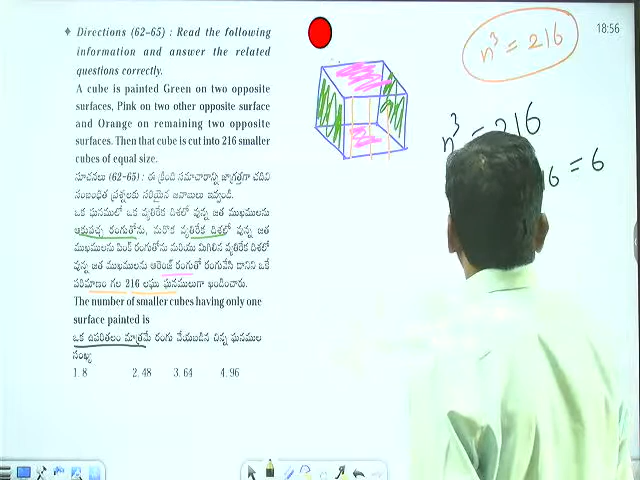 ❖ Directions (62-65) : Read the following
information and answer the related
questions correctly.
A cube is painted Green on two opposite
surfaces, Pink on two other opposite surface
and Orange on remaining two opposite
surfaces. Then that cube is cut into 216 smaller
cubes of equal size.
సూచనలు (62-65) : ఈ క్రింది సమాచారాన్ని జాగ్రత్తగా చదివి
సంబంధిత ప్రశ్నలకు సరియైన జవాబులు ఇవ్వండి.
ఒక ఘనములో ఒక వ్యతిరేక దిశలో వున్న జత ముఖములను
ఆకుపచ్చ రంగుతోను, మరొక వ్యతిరేక దిశలో వున్న జత
ముఖములను పింక్ రంగుతోను మరియు మిగిలిన వ్యతిరేక దిశలో
వున్న జత ముఖములను ఆరెంజ్ రంగుతో రంగువేసి దానిని ఒకే
పరిమాణం గల 216 లఘు ఘనములుగా ఖండించారు.
The number of smaller cubes having only one
surface painted is
ఒక ఉపరితలం మాత్రమే రంగు వేయబడిన చిన్న ఘనముల
సంఖ్య
1. 8 2. 48 3. 64 4. 96
18:56
n³ = 216
n³ = 216
6 = 6